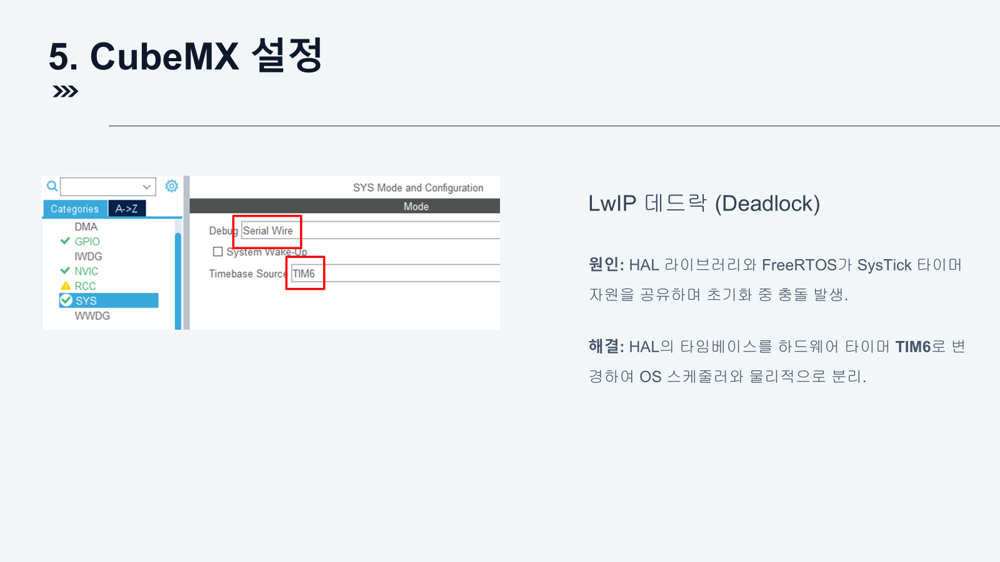 5. CubeMX 설정
SYS Mode and Configuration
Categories
A->Z
Mode
DMA
GPIO
IWDG
NVIC
RCC
SYS
WWDG
Debug Serial Wire
System Wake-Up
Timebase Source TIM6
LwIP 데드락 (Deadlock)
원인: HAL 라이브러리와 FreeRTOS가 SysTick 타이머
자원을 공유하며 초기화 중 충돌 발생.
해결: HAL의 타임베이스를 하드웨어 타이머 TIM6로 변
경하여 OS 스케줄러와 물리적으로 분리.